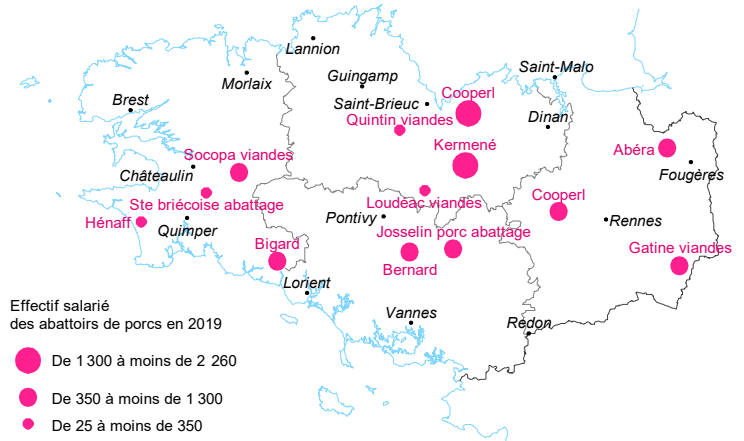 Lannion
Saint-Malo
Guingamp
Morlaix
Cooperl
Brest
Saint-Brieuc
Dinan
Quintin viandes
Kermené
Abéra
Socopa viandes
Châteaulin
Fougères
Cooperl
Loudéac viandes
Ste briécoise abattage
Pontivy
Hénaff
Rennes
Quimper
Josselin porc abattage
Bigard
Gatine viandes
Bernard
Lorient
Vannes
Redon
Effectif salarié
des abattoirs de porcs en 2019
De 1 300 à moins de 2 260
De 350 à moins de 1 300
De 25 à moins de 350